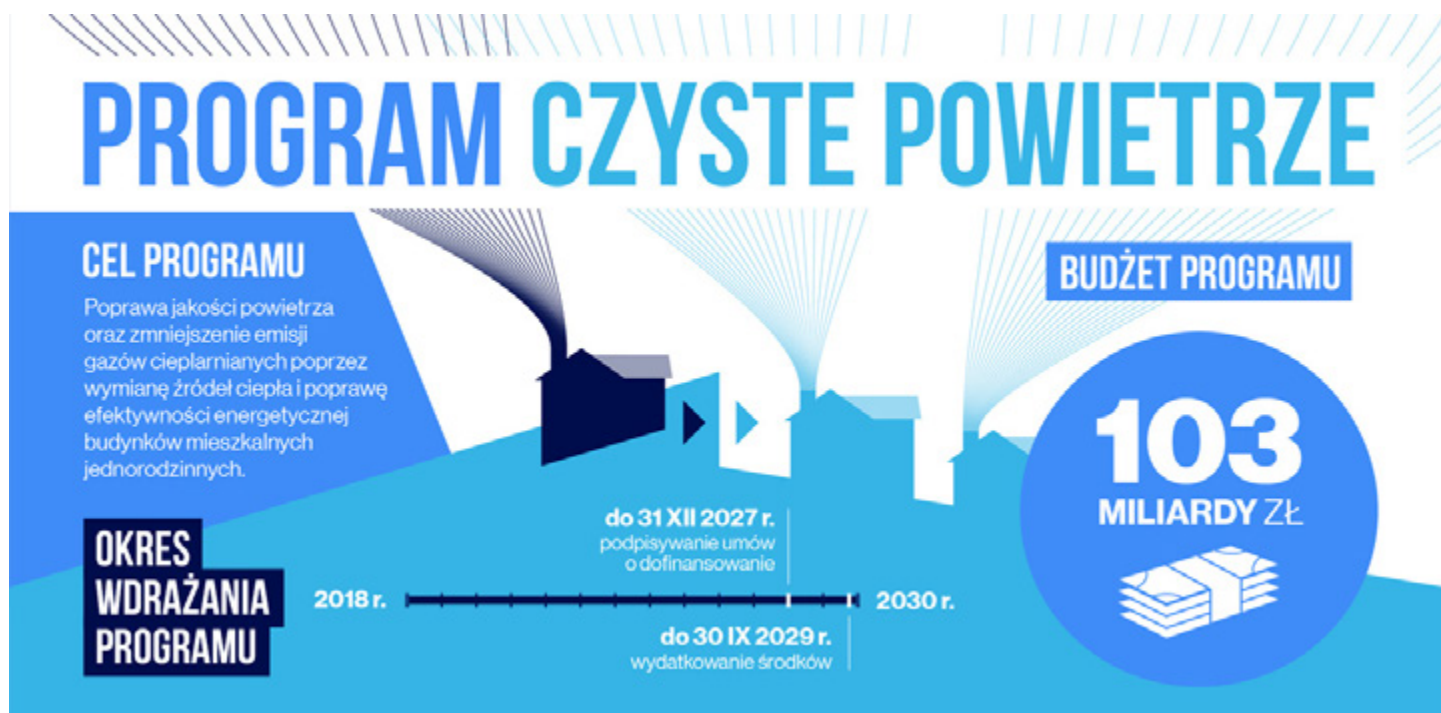 PROGRAM CZYSTE POWIETRZE
CEL PROGRAMU
Poprawa jakości powietrza
oraz zmniejszenie emisji
gazów cieplarnianych poprzez
wymianę źródeł ciepła i poprawę
efektywności energetycznej
budynków mieszkalnych
jednorodzinnych.
BUDŻET PROGRAMU
103
MILIARDY ZŁ
OKRES
WDRAŻANIA
PROGRAMU
do 31 XII 2027 r.
podpisywanie umów
o dofinansowanie
2018 r.
2030 r.
do 30 IX 2029 r.
wydatkowanie środków